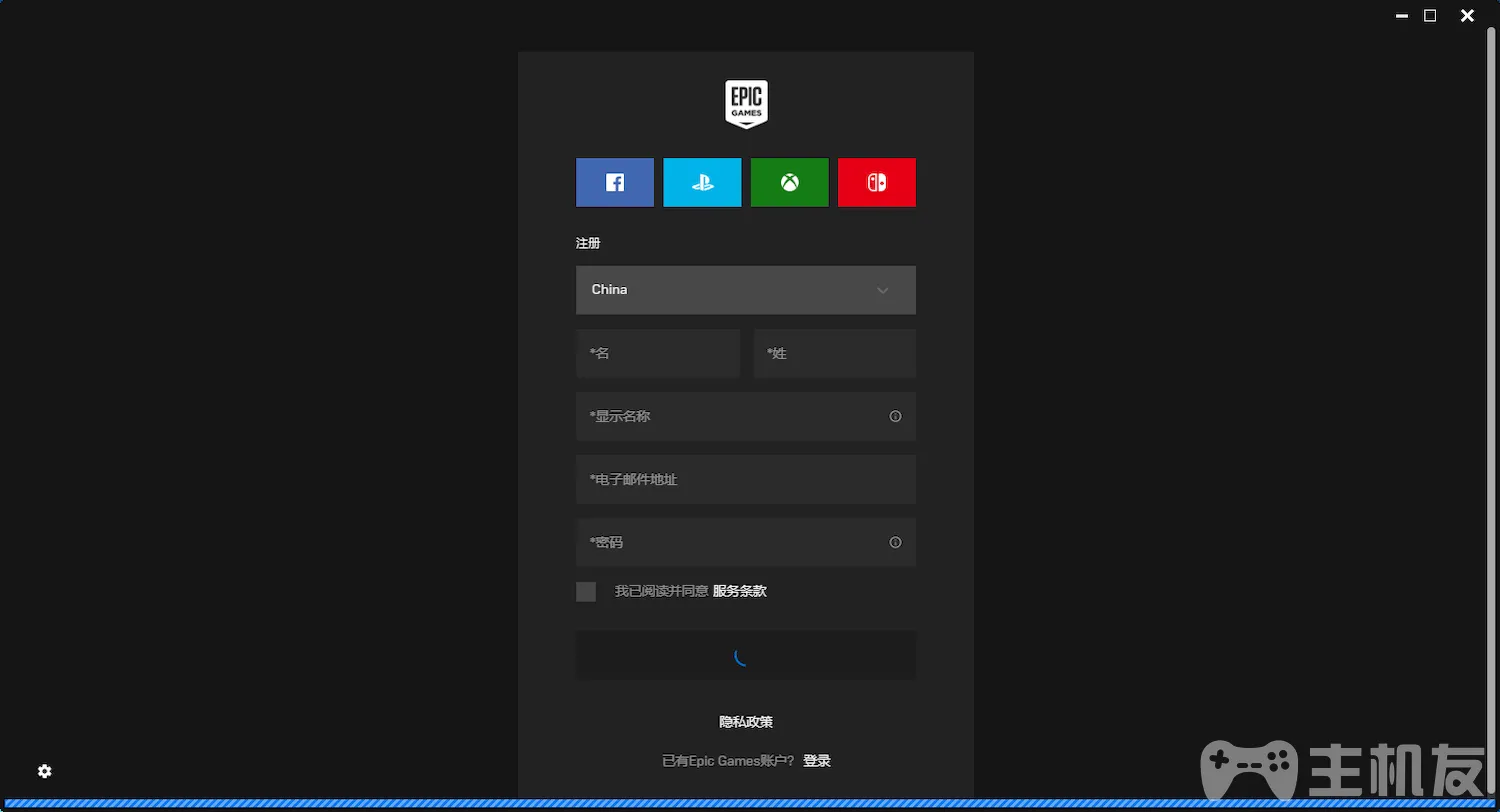 EPIC
GAMES
注册
China
*名
*姓
*显示名称
*电子邮件地址
*密码
我已阅读并同意 服务条款
隐私政策
已有Epic Games账户? 登录
主机友